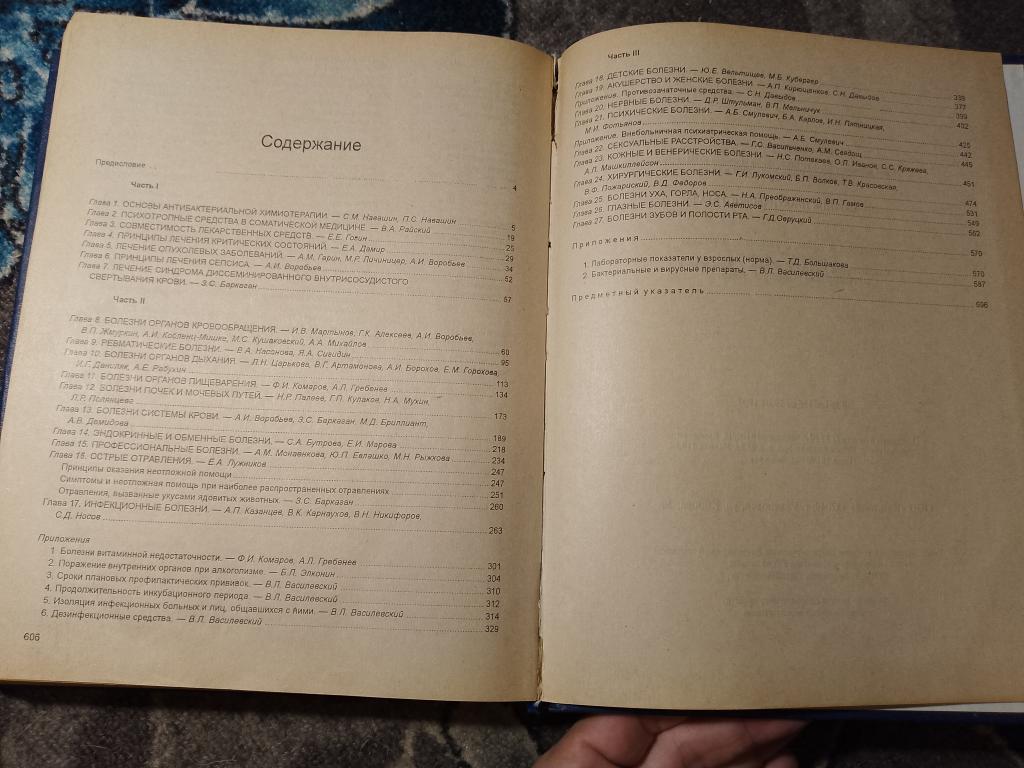 Содержание
Предисловие 4
Часть I
Глава 1. ОСНОВЫ АНТИБАКТЕРИАЛЬНОЙ ХИМИОТЕРАПИИ. — С.М. Навашин, П.С. Навашин 5
Глава 2. ПСИХОТРОПНЫЕ СРЕДСТВА В СОМАТИЧЕСКОЙ МЕДИЦИНЕ. — В.А. Райский 19
Глава 3. СОВМЕСТИМОСТЬ ЛЕКАРСТВЕННЫХ СРЕДСТВ. — Е.Е. Гогин 25
Глава 4. ПРИНЦИПЫ ЛЕЧЕНИЯ КРИТИЧЕСКИХ СОСТОЯНИЙ. — Е.А. Дамир 29
Глава 5. ЛЕЧЕНИЕ ОПУХОЛЕВЫХ ЗАБОЛЕВАНИЙ. — А.М. Гарин, М.Р. Личиницер, А.И. Воробьев 34
Глава 6. ПРИНЦИПЫ ЛЕЧЕНИЯ СЕПСИСА. — А.И. Воробьев 52
Глава 7. ЛЕЧЕНИЕ СИНДРОМА ДИССЕМИНИРОВАННОГО ВНУТРИСОСУДИСТОГО
СВЕРТЫВАНИЯ КРОВИ. — З.С. Баркаган 57
Часть II
Глава 8. БОЛЕЗНИ ОРГАНОВ КРОВООБРАЩЕНИЯ. — И.В. Мартынов, Г.К. Алексеев, А.И. Воробьев,
В.П. Жмуркин, А.И. Кобленц-Мишке, М.С. Кушаковский, А.А. Михайлов 60
Глава 9. РЕВМАТИЧЕСКИЕ БОЛЕЗНИ. — В.А. Насонова, Я.А. Сигидин 95
Глава 10. БОЛЕЗНИ ОРГАНОВ ДЫХАНИЯ. — Л.Н. Царькова, В.Г. Артамонова, А.И. Борохов, Е.М. Горохова,
И.Г. Даниляк, А.Е. Рабухин 113
Глава 11. БОЛЕЗНИ ОРГАНОВ ПИЩЕВАРЕНИЯ. — Ф.И. Комаров, А.Л. Гребенев 134
Глава 12. БОЛЕЗНИ ПОЧЕК И МОЧЕВЫХ ПУТЕЙ. — Н.Р. Палеев, Г.П. Кулаков, Н.А. Мухин,
Л.Р. Полянцева 173
Глава 13. БОЛЕЗНИ СИСТЕМЫ КРОВИ. — А.И. Воробьев, З.С. Баркаган, М.Д. Бриллиант,
А.В. Демидова 189
Глава 14. ЭНДОКРИННЫЕ И ОБМЕННЫЕ БОЛЕЗНИ. — С.А. Бутрова, Е.И. Марова 218
Глава 15. ПРОФЕССИОНАЛЬНЫЕ БОЛЕЗНИ. — А.М. Монаенкова, Ю.П. Евлашко, М.Н. Рыжкова 234
Глава 16. ОСТРЫЕ ОТРАВЛЕНИЯ. — Е.А. Лужников 247
Принципы оказания неотложной помощи 247
Симптомы и неотложная помощь при наиболее распространенных отравлениях 251
Отравления, вызванные укусами ядовитых животных. — З.С. Баркаган 260
Глава 17. ИНФЕКЦИОННЫЕ БОЛЕЗНИ. — А.П. Казанцев, В.К. Карнаухов, В.Н. Никифоров,
С.Д. Носов 263
Приложения
1. Болезни витаминной недостаточности. — Ф.И. Комаров, А.Л. Гребенев 301
2. Поражение внутренних органов при алкоголизме. — Б.Л. Элконин 304
3. Сроки плановых профилактических прививок. — В.Л. Василевский 310
4. Продолжительность инкубационного периода. — В.Л. Василевский 312
5. Изоляция инфекционных больных и лиц, общавшихся с ними. — В.Л. Василевский 314
6. Дезинфекционные средства. — В.Л. Василевский 329
606
Часть III
Глава 18. ДЕТСКИЕ БОЛЕЗНИ. — Ю.Е. Вельтищев, М.Б. Кубергер 339
Глава 19. АКУШЕРСТВО И ЖЕНСКИЕ БОЛЕЗНИ. — А.П. Кирющенков, С.Н. Давыдов 377
Приложение. Противозачаточные средства. — С.Н. Давыдов 399
Глава 20. НЕРВНЫЕ БОЛЕЗНИ. — Д.Р. Штульман, В.П. Мельничук 402
Глава 21. ПСИХИЧЕСКИЕ БОЛЕЗНИ. — А.Б. Смулевич, Б.А. Карлов, И.Н. Пятницкая,
М.И. Фотьянов 425
Приложение. Внебольничная психиатрическая помощь. — А.Б. Смулевич 442
Глава 22. СЕКСУАЛЬНЫЕ РАССТРОЙСТВА. — Г.С. Васильченко, А.М. Свядощ 445
Глава 23. КОЖНЫЕ И ВЕНЕРИЧЕСКИЕ БОЛЕЗНИ. — Н.С. Потекаев, О.Л. Иванов, С.С. Кряжева,
А.Л. Машкиллейсон 451
Глава 24. ХИРУРГИЧЕСКИЕ БОЛЕЗНИ. — Г.И. Лукомский, Б.П. Волков, Т.В. Красовская,
В.Ф. Пожариский, В.Д. Федоров 474
Глава 25. БОЛЕЗНИ УХА, ГОРЛА, НОСА. — Н.А. Преображенский, В.П. Гамов 531
Глава 26. ГЛАЗНЫЕ БОЛЕЗНИ. — Э.С. Аветисов 549
Глава 27. БОЛЕЗНИ ЗУБОВ И ПОЛОСТИ РТА. — Г.Д. Овруцкий 562
Приложения 570
1. Лабораторные показатели у взрослых (норма). — Т.Д. Большакова 570
2. Бактериальные и вирусные препараты. — В.Л. Василевский 587
Предметный указатель 596